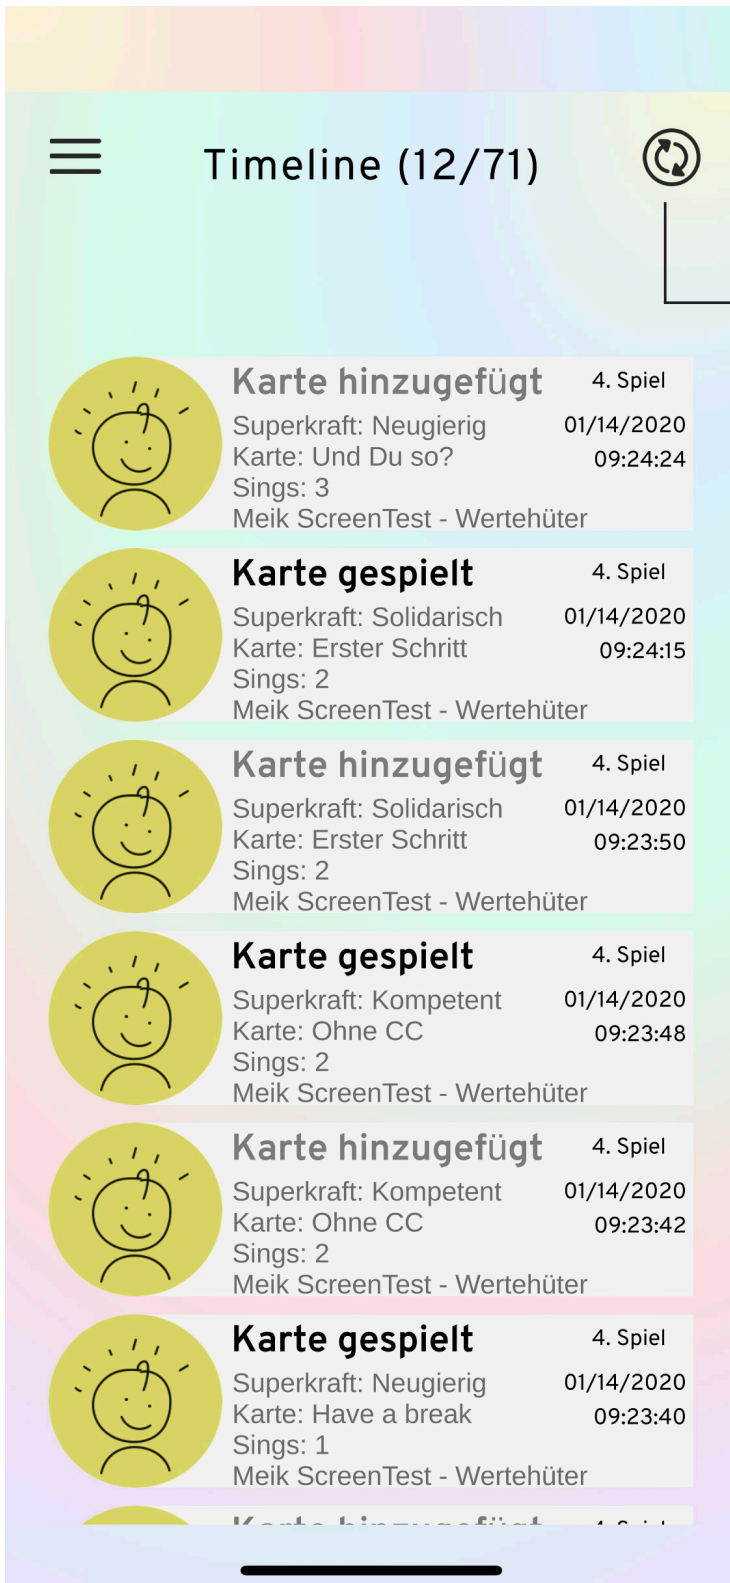 Timeline (12/71)
Karte hinzugefügt 4. Spiel
Superkraft: Neugierig 01/14/2020
Karte: Und Du so? 09:24:24
Sings: 3
Meik ScreenTest - Wertehüter
Karte gespielt 4. Spiel
Superkraft: Solidarisch 01/14/2020
Karte: Erster Schritt 09:24:15
Sings: 2
Meik ScreenTest - Wertehüter
Karte hinzugefügt 4. Spiel
Superkraft: Solidarisch 01/14/2020
Karte: Erster Schritt 09:23:50
Sings: 2
Meik ScreenTest - Wertehüter
Karte gespielt 4. Spiel
Superkraft: Kompetent 01/14/2020
Karte: Ohne CC 09:23:48
Sings: 2
Meik ScreenTest - Wertehüter
Karte hinzugefügt 4. Spiel
Superkraft: Kompetent 01/14/2020
Karte: Ohne CC 09:23:42
Sings: 2
Meik ScreenTest - Wertehüter
Karte gespielt 4. Spiel
Superkraft: Neugierig 01/14/2020
Karte: Have a break 09:23:40
Sings: 1
Meik ScreenTest - Wertehüter
Karte hinzugefügt 4. Spiel